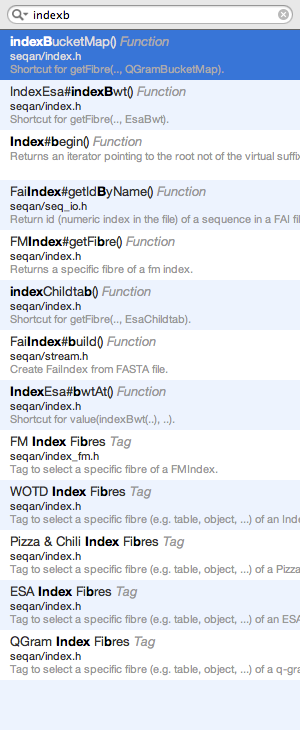 indexb
indexBucketMap() Function
seqan/index.h
Shortcut for getFibre(.., QGramBucketMap).
IndexEsa#indexBwt() Function
seqan/index.h
Shortcut for getFibre(.., EsaBwt).
Index#begin() Function
Returns an iterator pointing to the root not of the virtual suffix
FaiIndex#getIdByName() Function
seqan/seq_io.h
Return id (numeric index in the file) of a sequence in a FAI fi
FMIndex#getFibre() Function
seqan/index.h
Returns a specific fibre of a fm index.
indexChildtab() Function
seqan/index.h
Shortcut for getFibre(.., EsaChildtab).
FaiIndex#build() Function
seqan/stream.h
Create FaiIndex from FASTA file.
IndexEsa#bwtAt() Function
seqan/index.h
Shortcut for value(indexBwt(..), ..).
FM Index Fibres Tag
seqan/index_fm.h
Tag to select a specific fibre of a FMIndex.
WOTD Index Fibres Tag
seqan/index.h
Tag to select a specific fibre (e.g. table, object, ...) of an Inde
Pizza & Chili Index Fibres Tag
seqan/index.h
Tag to select a specific fibre (e.g. table, object, ...) of a Pizza
ESA Index Fibres Tag
seqan/index.h
Tag to select a specific fibre (e.g. table, object, ...) of an ESA
QGram Index Fibres Tag
seqan/index.h
Tag to select a specific fibre (e.g. table, object, ...) of a q-gra